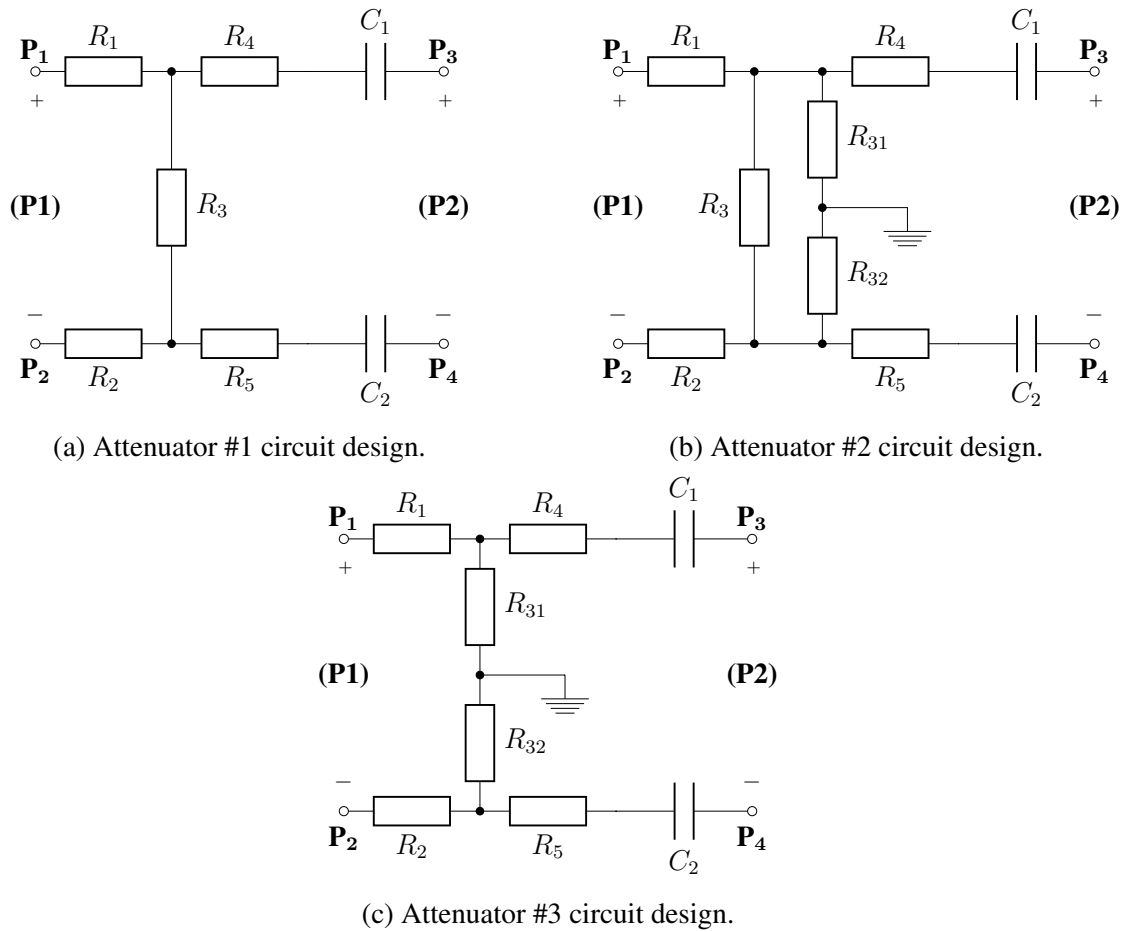 P₁ R₁ R₄ C₁ P₃
+ +
(P1) R₃ (P2)
− −
P₂ R₂ R₅ C₂ P₄
(a) Attenuator #1 circuit design.
P₁ R₁ R₄ C₁ P₃
+ +
R₃₁
(P1) R₃ (P2)
R₃₂
− −
P₂ R₂ R₅ C₂ P₄
(b) Attenuator #2 circuit design.
P₁ R₁ R₄ C₁ P₃
+ +
R₃₁
(P1) (P2)
R₃₂
− −
P₂ R₂ R₅ C₂ P₄
(c) Attenuator #3 circuit design.